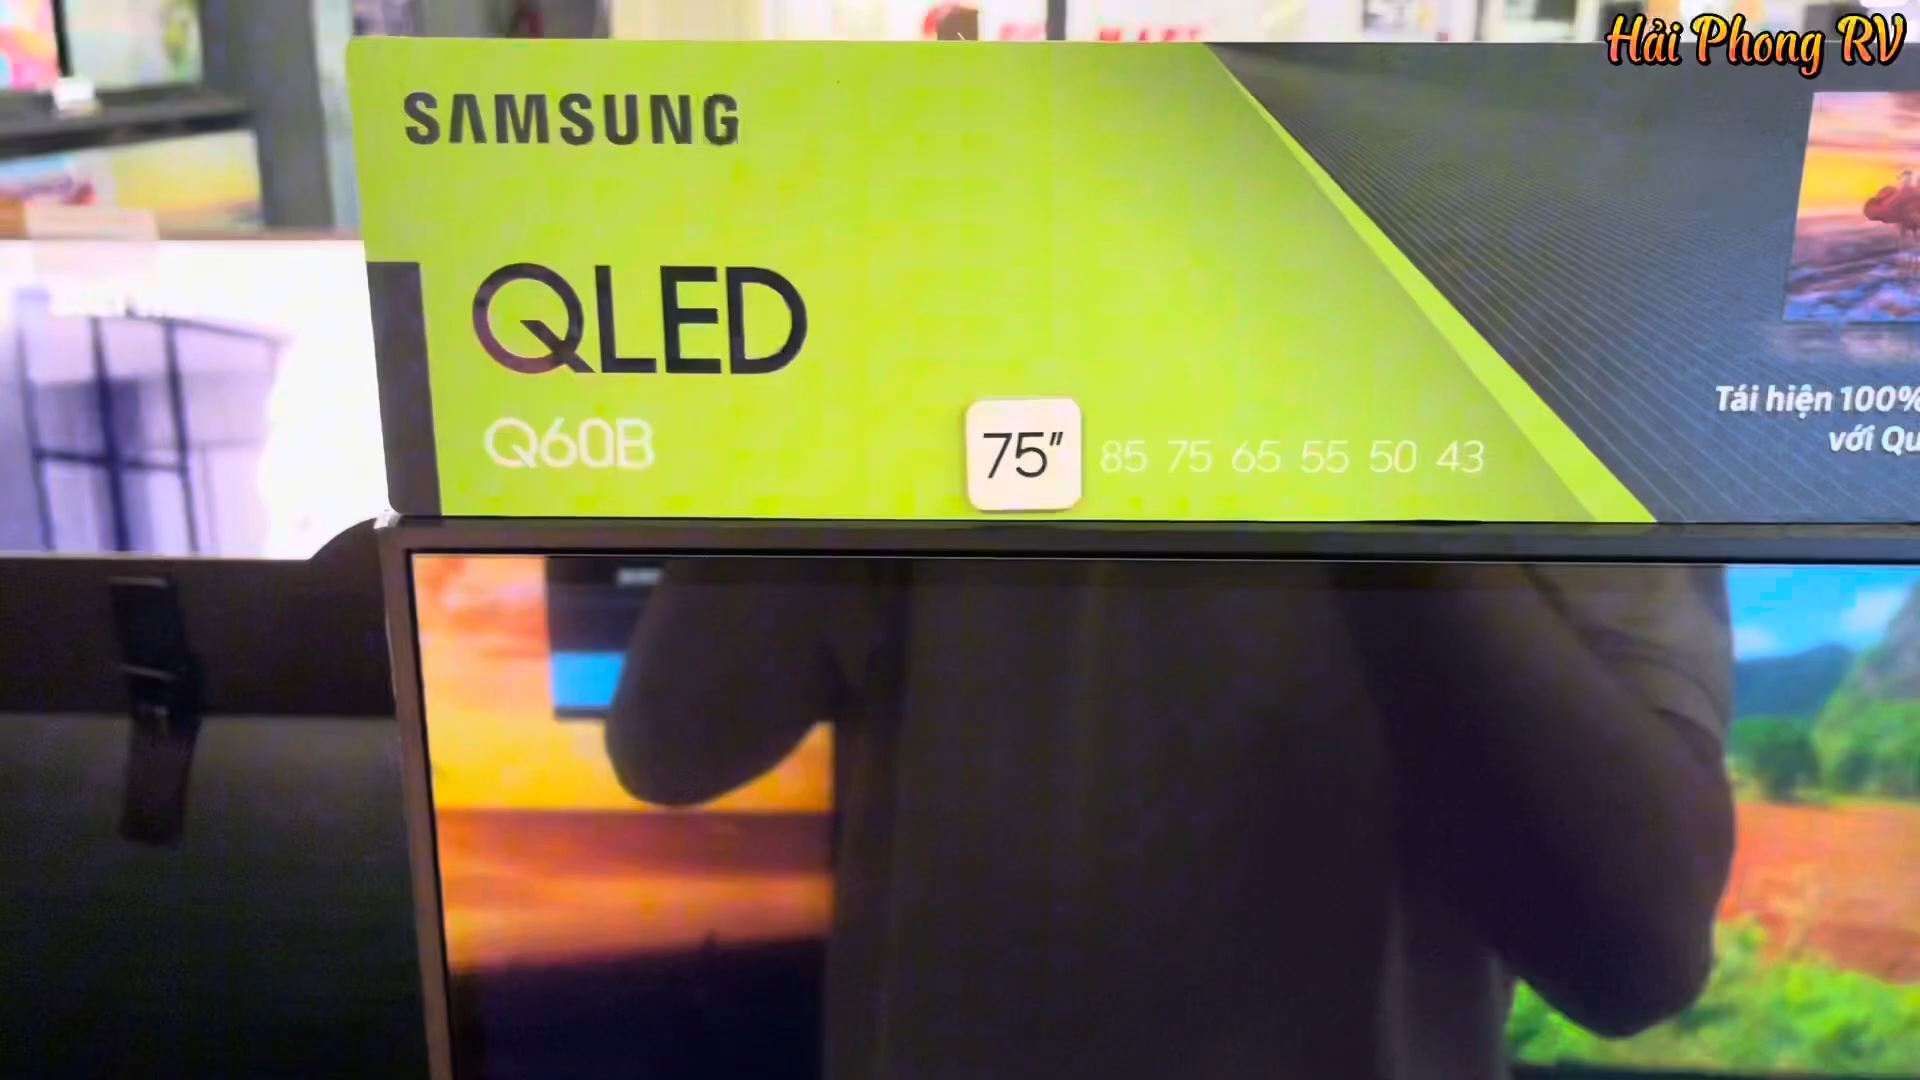 Hải Phong RV
SAMSUNG
QLED
Q60B
75" 85 75 65 55 50 43
Tái hiện 100%
với Qu